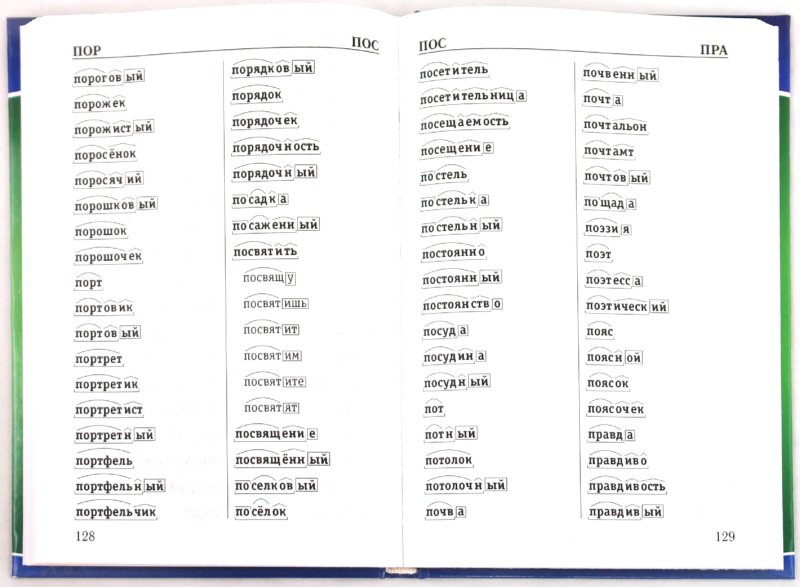 ПОР
ПОС
пороговый
порожек
порожистый
поросёнок
поросячий
порошковый
порошок
порошочек
порт
портовик
портовый
портрет
портретик
портретист
портретный
портфель
портфельный
портфельчик
128
порядковый
порядок
порядочек
порядочность
порядочный
посадка
посаженный
посвятить
посвящу
посвятишь
посвятит
посвятим
посвятите
посвятят
посвящение
посвящённый
поселковый
посёлок
ПОС
ПРА
посетитель
посетительница
посещаемость
посещение
постель
постелька
постельный
постоянно
постоянный
постоянство
посуда
посудина
посудный
пот
потный
потолок
потолочный
почва
почвенный
почта
почтальон
почтамт
почтовый
пощада
поэзия
поэт
поэтесса
поэтический
пояс
поясной
поясок
поясочек
правда
правдиво
правдивость
правдивый
129